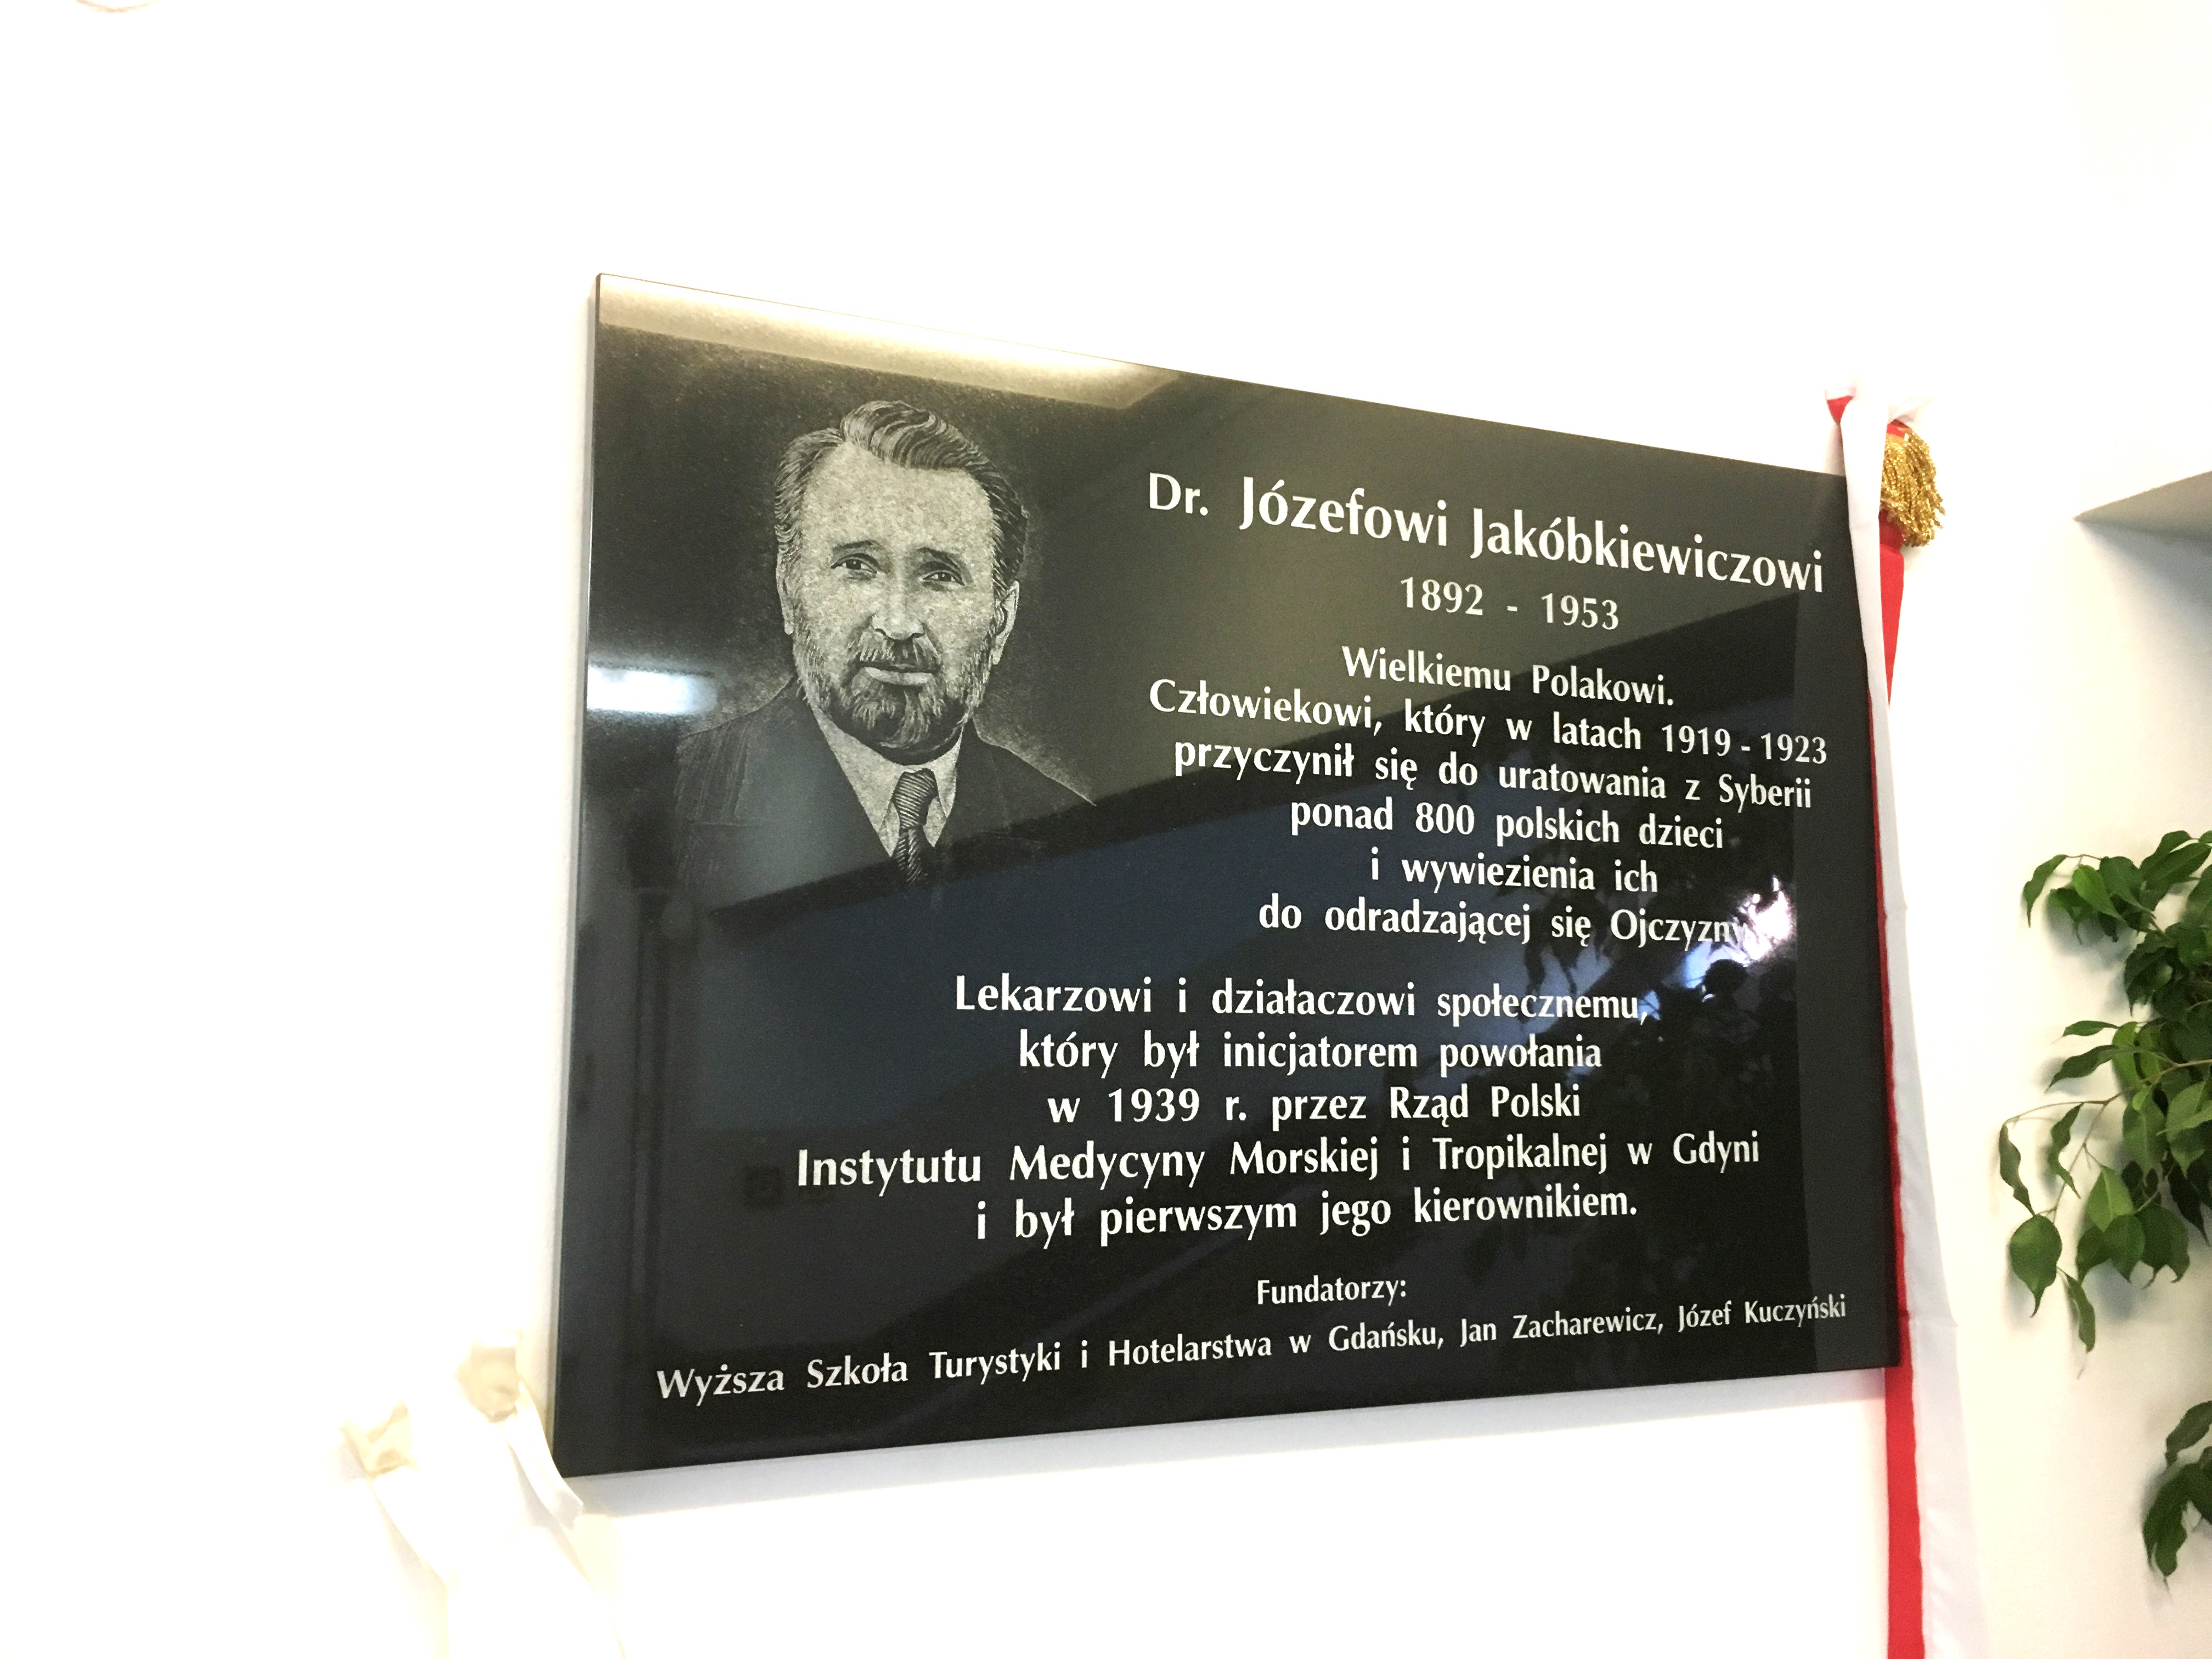 Dr. Józefowi Jakóbkiewiczowi
1892 - 1953
Wielkiemu Polakowi.
Człowiekowi, który w latach 1919 - 1923
przyczynił się do uratowania z Syberii
ponad 800 polskich dzieci
i wywiezienia ich
do odradzającej się Ojczyzny
Lekarzowi i działaczowi społecznemu,
który był inicjatorem powołania
w 1939 r. przez Rząd Polski
Instytutu Medycyny Morskiej i Tropikalnej w Gdyni
i był pierwszym jego kierownikiem.
Fundatorzy:
Wyższa Szkoła Turystyki i Hotelarstwa w Gdańsku, Jan Zacharewicz, Józef Kuczyński